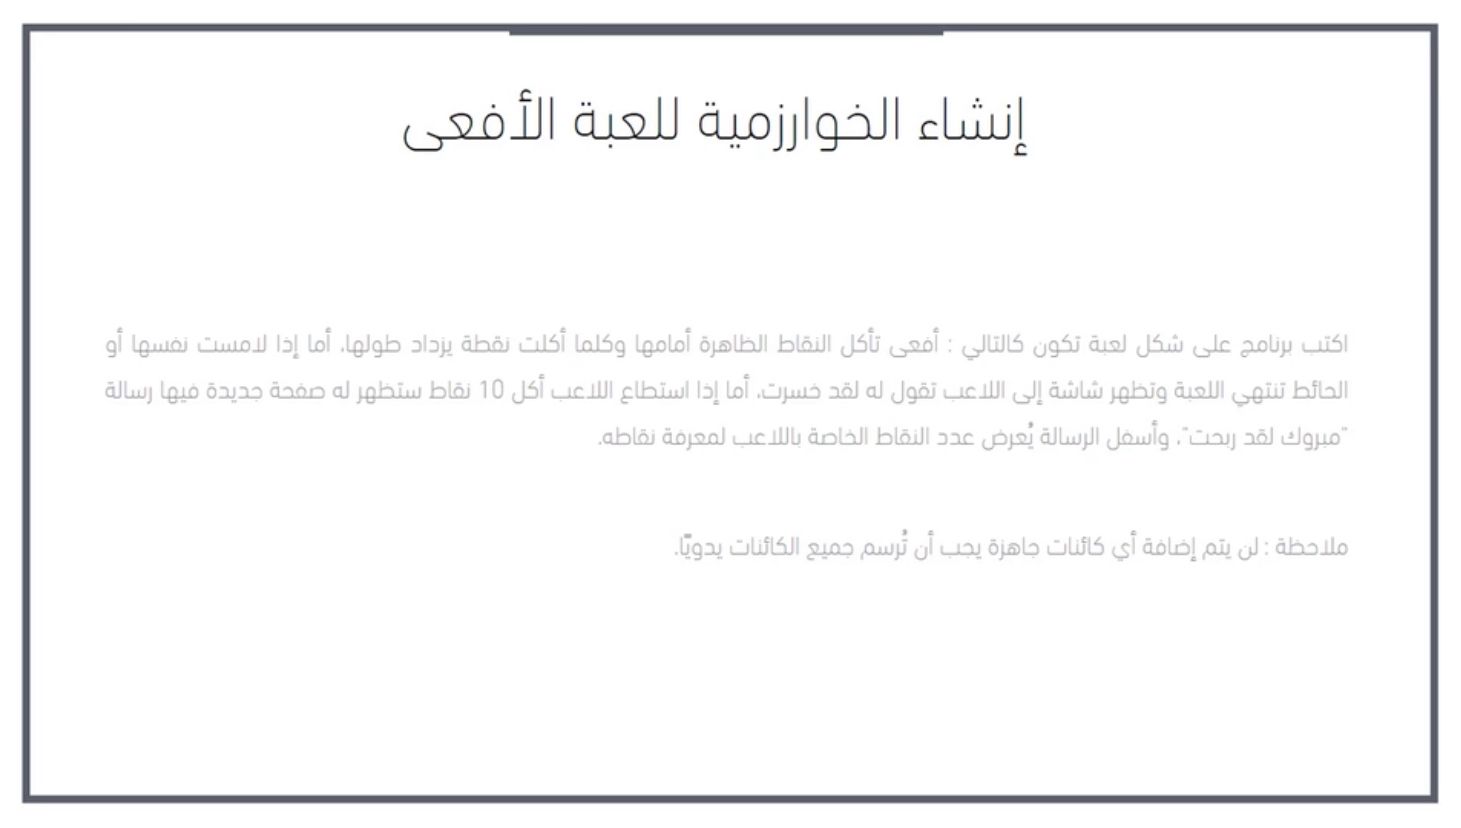 إنشاء الخوارزمية للعبة الأفعى
اكتب برنامج على شكل لعبة تكون كالتالي : أفعى تأكل النقاط الظاهرة أمامها وكلما أكلت نقطة يزداد طولها، أما إذا لامست نفسها أو
الحائط تنتهي اللعبة وتظهر شاشة إلى اللاعب تقول له لقد خسرت، أما إذا استطاع اللاعب أكل 10 نقاط ستظهر له صفحة جديدة فيها رسالة
"مبروك لقد ربحت"، وأسفل الرسالة يُعرض عدد النقاط الخاصة باللاعب لمعرفة نقاطه.
ملاحظة : لن يتم إضافة أي كائنات جاهزة يجب أن تُرسم جميع الكائنات يدويًّا.